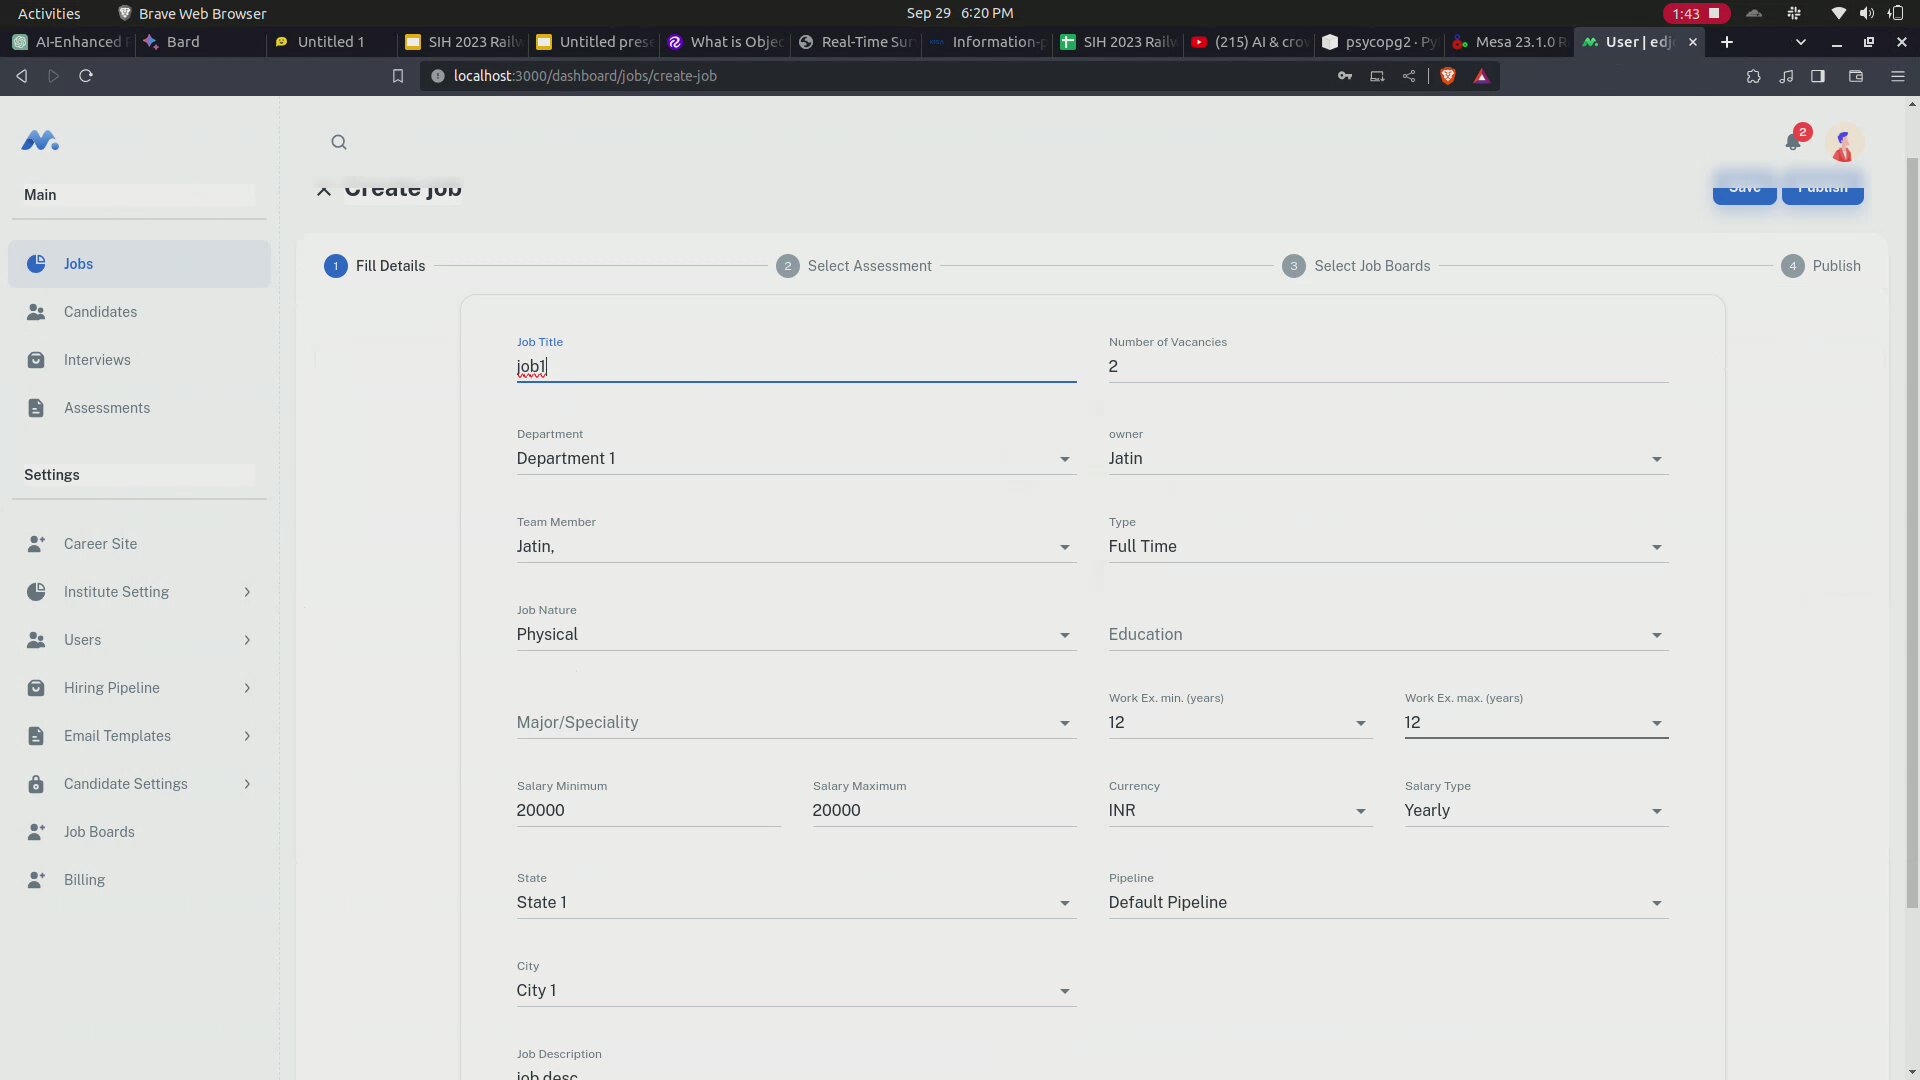 Activities
Brave Web Browser
Sep 29 6:20 PM
1:43
AI-Enhanced
Bard
Untitled 1
SIH 2023 Railw
Untitled prese
What is Objec
Real-Time Sur
Information-p
SIH 2023 Railw
(215) AI & crow
psycopg2 · Py
Mesa 23.1.0 R
User | edj
localhost:3000/dashboard/jobs/create-job
2
Main
Jobs
Candidates
Interviews
Assessments
Settings
Career Site
Institute Setting
Users
Hiring Pipeline
Email Templates
Candidate Settings
Job Boards
Billing
Create job
Save
Publish
1 Fill Details
2 Select Assessment
3 Select Job Boards
4 Publish
Job Title
job1
Number of Vacancies
2
Department
Department 1
owner
Jatin
Team Member
Jatin,
Type
Full Time
Job Nature
Physical
Education
Major/Speciality
Work Ex. min. (years)
12
Work Ex. max. (years)
12
Salary Minimum
20000
Salary Maximum
20000
Currency
INR
Salary Type
Yearly
State
State 1
Pipeline
Default Pipeline
City
City 1
Job Description
job desc